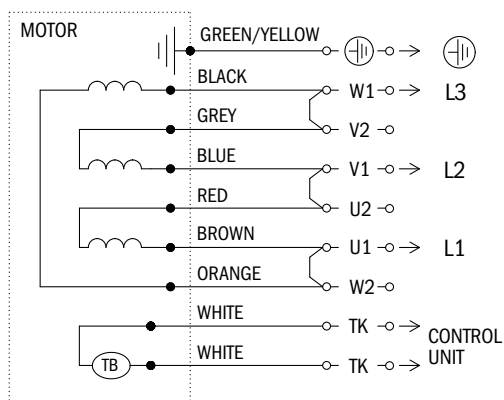 MOTOR
GREEN/YELLOW
BLACK W1 L3
GREY V2
BLUE V1 L2
RED U2
BROWN U1 L1
ORANGE W2
WHITE TK
CONTROL
UNIT
TB WHITE TK